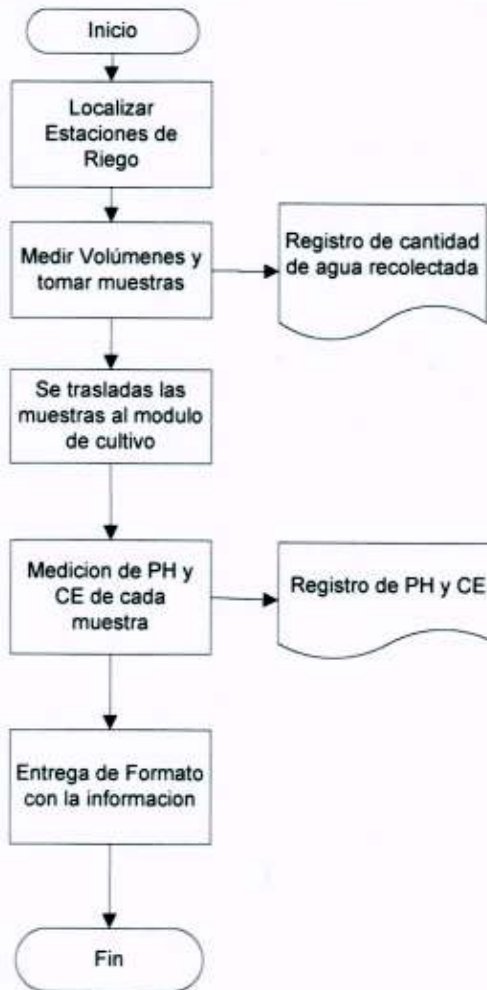 Inicio
Localizar
Estaciones de
Riego
Medir Volúmenes y
tomar muestras
Registro de cantidad
de agua recolectada
Se trasladas las
muestras al modulo
de cultivo
Medicion de PH y
CE de cada
muestra
Registro de PH y CE
Entrega de Formato
con la informacion
Fin